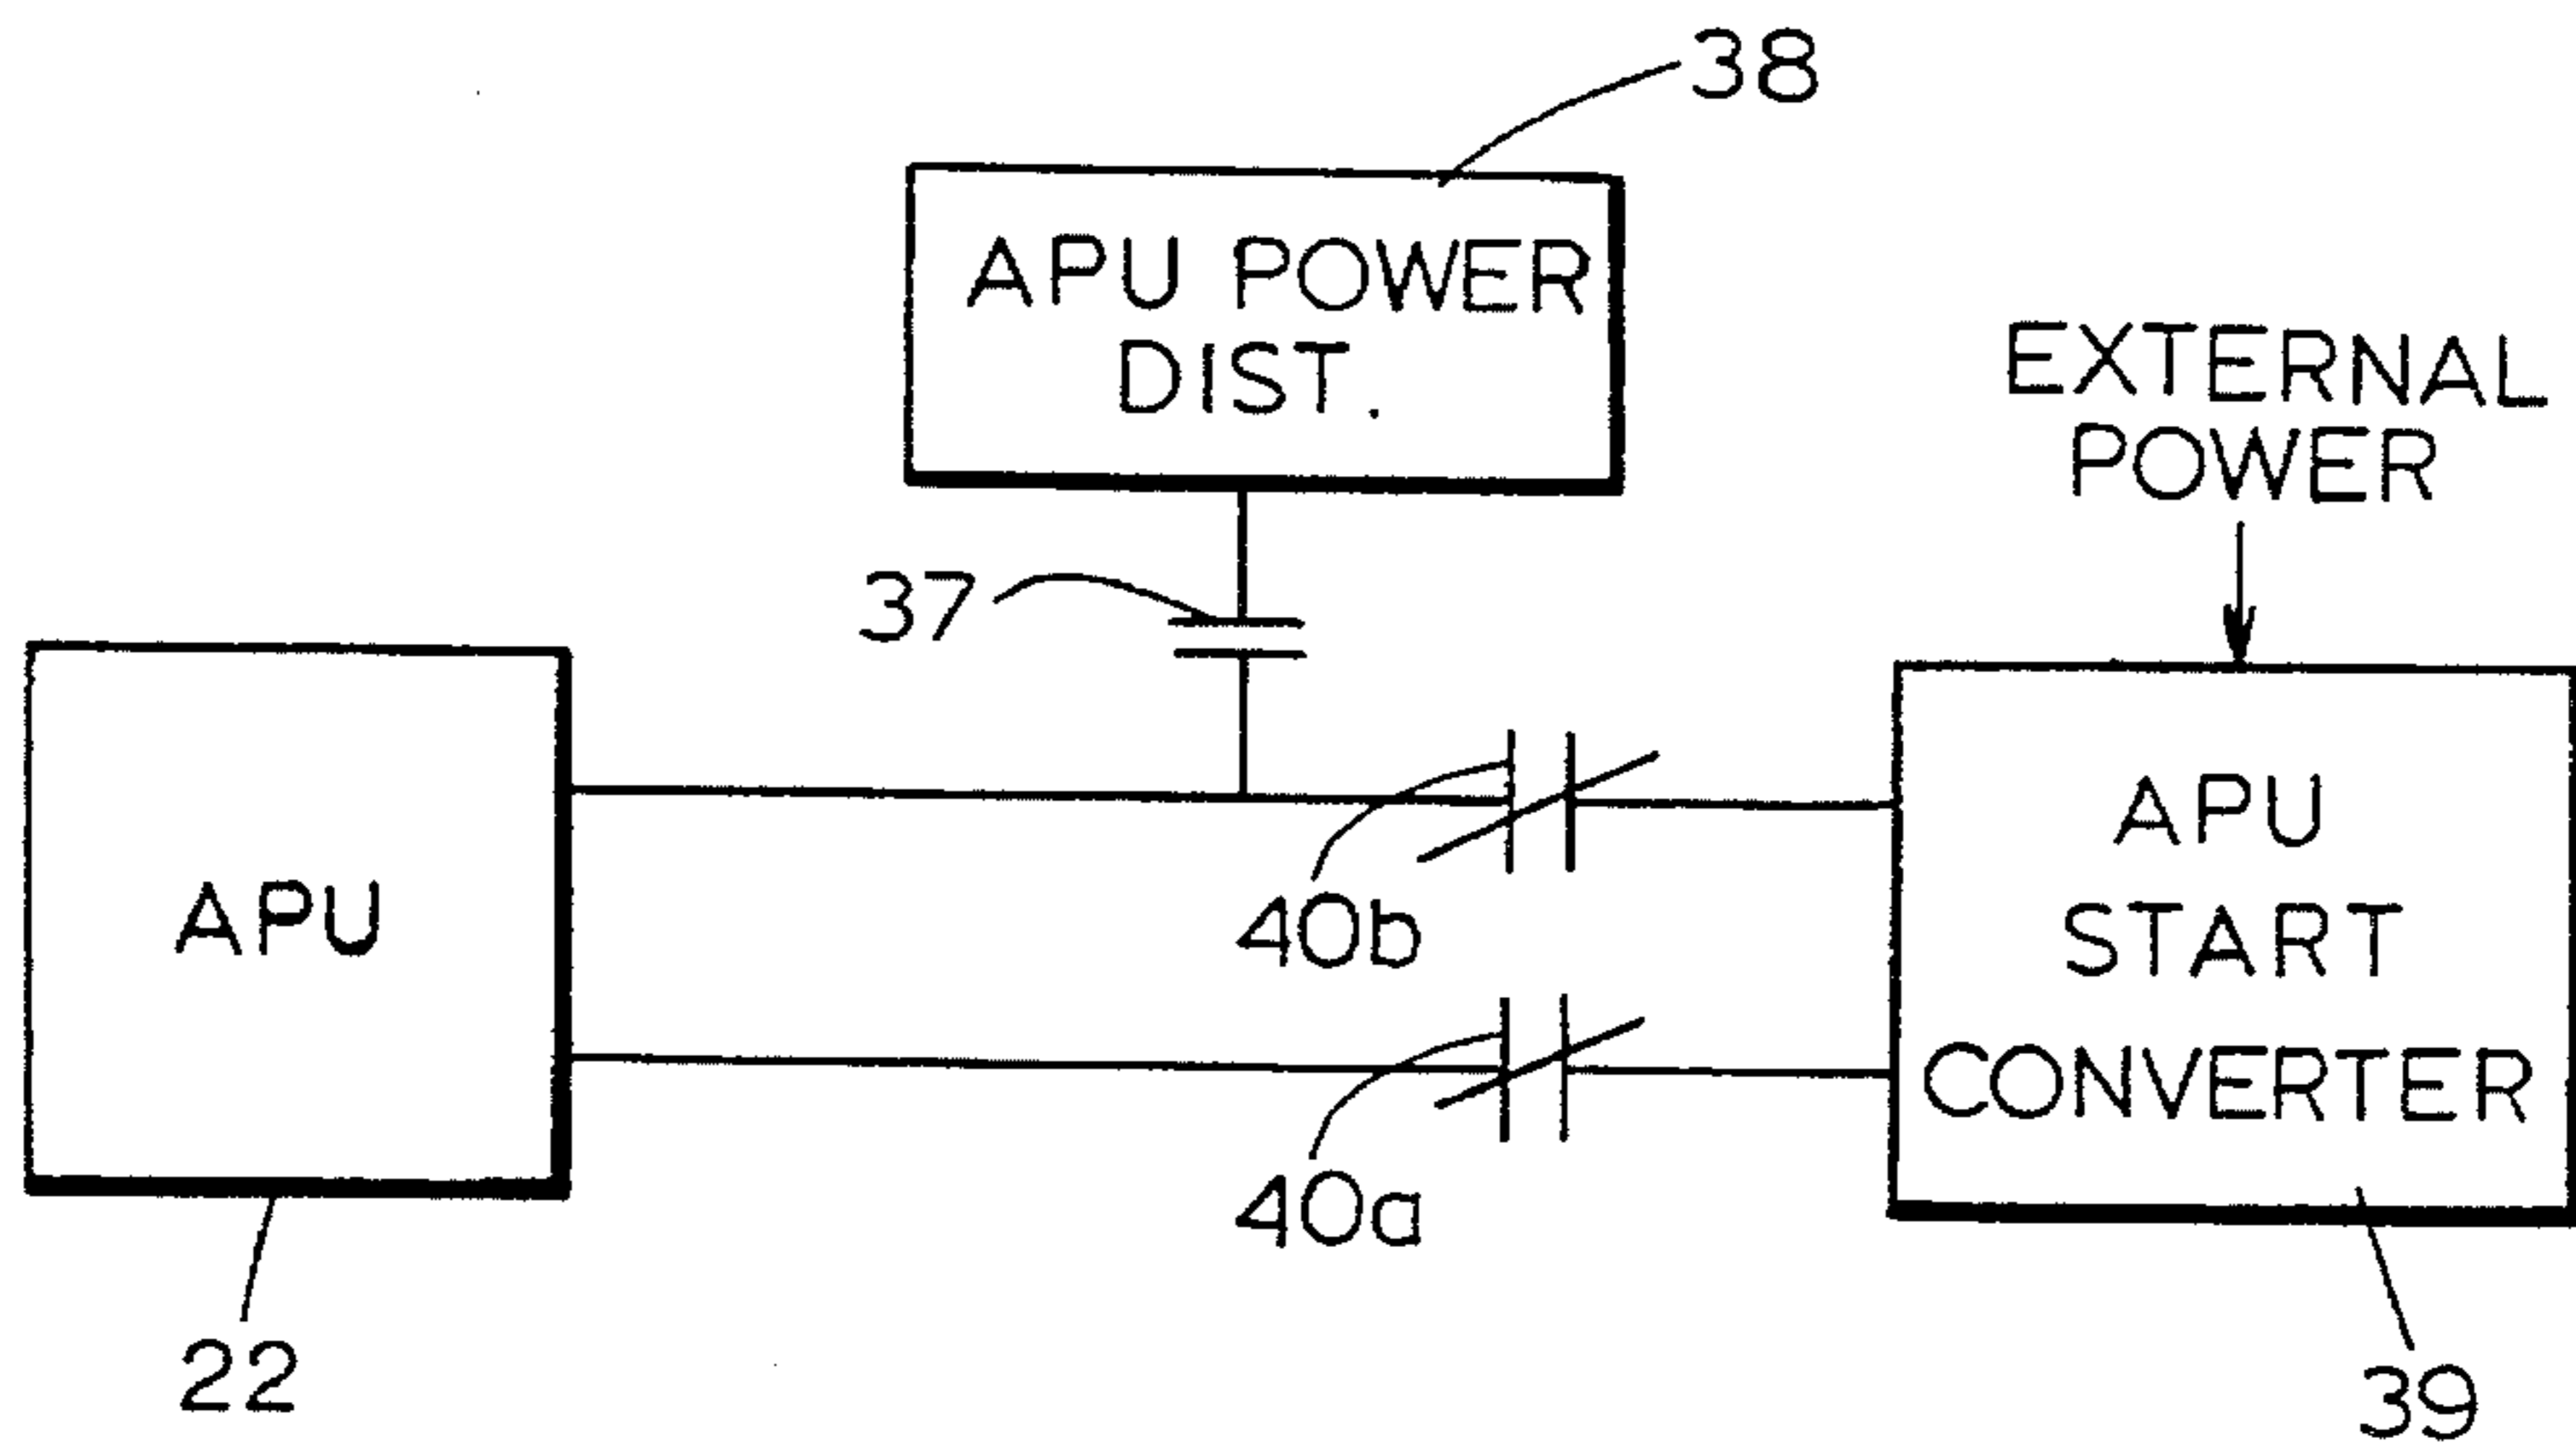 38
APU POWER
DIST.
EXTERNAL
POWER
37
APU
START
CONVERTER
APU
40b
40a
22
39